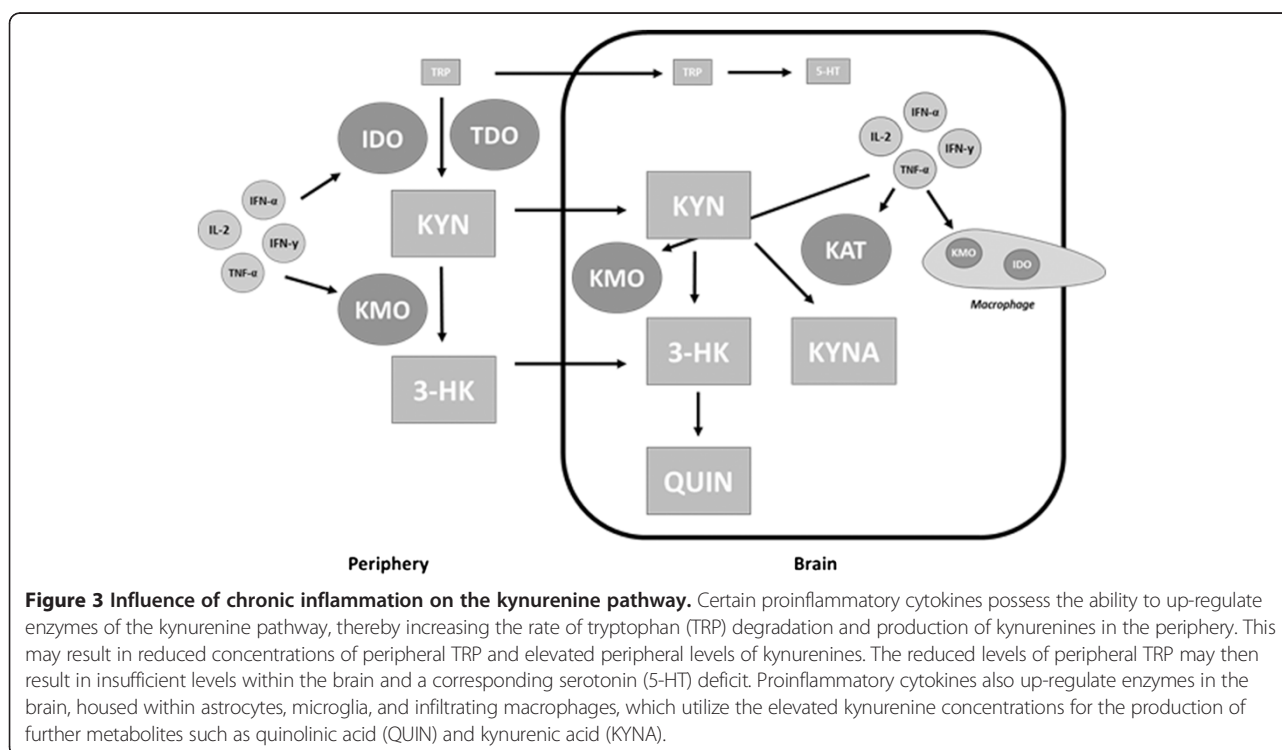 TRP
TRP
5-HT
IDO
TDO
IFN-α
IL-2
IFN-γ
TNF-α
IFN-α
IL-2
IFN-γ
TNF-α
KYN
KYN
KMO
KAT
KMO
IDO
Macrophage
KMO
3-HK
KYNA
3-HK
QUIN
Periphery
Brain
Figure 3 Influence of chronic inflammation on the kynurenine pathway. Certain proinflammatory cytokines possess the ability to up-regulate
enzymes of the kynurenine pathway, thereby increasing the rate of tryptophan (TRP) degradation and production of kynurenines in the periphery. This
may result in reduced concentrations of peripheral TRP and elevated peripheral levels of kynurenines. The reduced levels of peripheral TRP may then
result in insufficient levels within the brain and a corresponding serotonin (5-HT) deficit. Proinflammatory cytokines also up-regulate enzymes in the
brain, housed within astrocytes, microglia, and infiltrating macrophages, which utilize the elevated kynurenine concentrations for the production of
further metabolites such as quinolinic acid (QUIN) and kynurenic acid (KYNA).